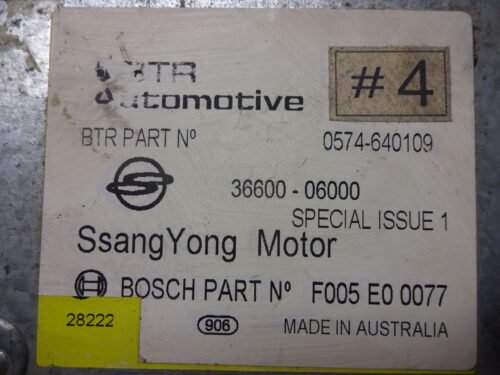 BTR
Automotive
#4
BTR PART Nº 0574-640109
36600 - 06000
SPECIAL ISSUE 1
SsangYong Motor
BOSCH PART Nº F005 E0 0077
28222 906 MADE IN AUSTRALIA